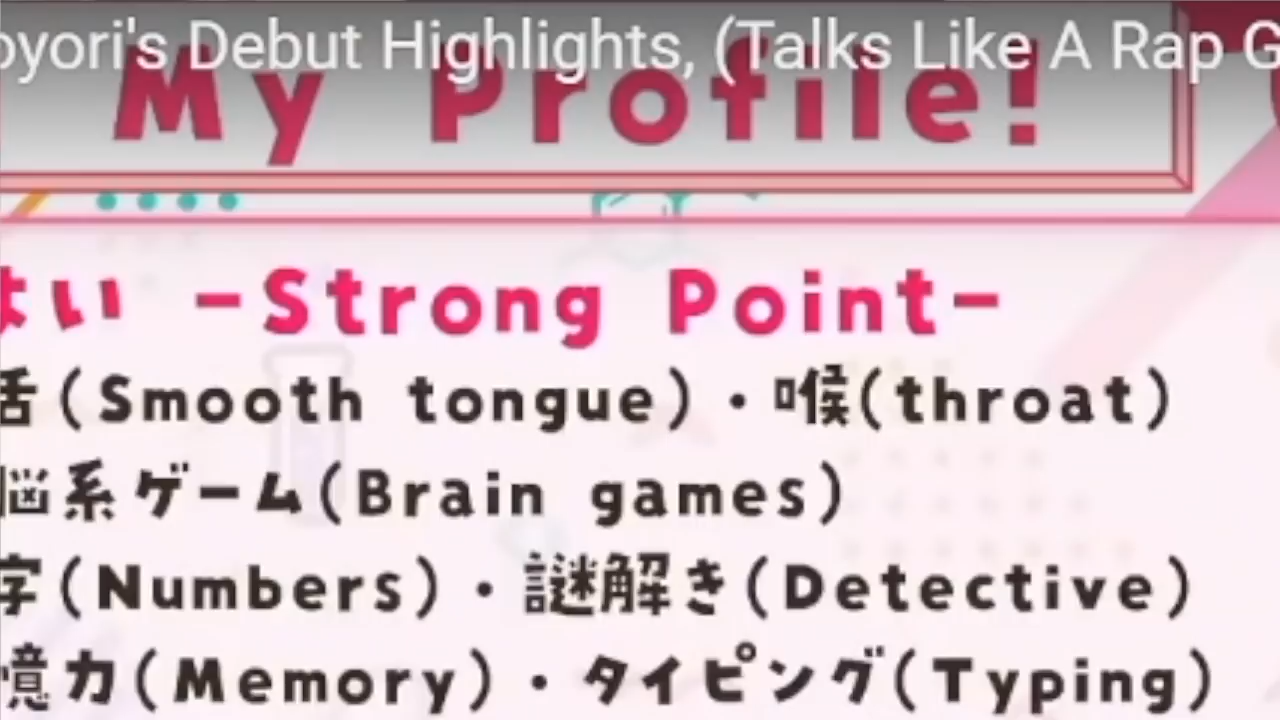 oyori's Debut Highlights, (Talks Like A Rap G
My Profile!
よい -Strong Point-
舌(Smooth tongue)・喉(throat)
脳系ゲーム(Brain games)
字(Numbers)・謎解き(Detective)
憶力(Memory)・タイピング(Typing)